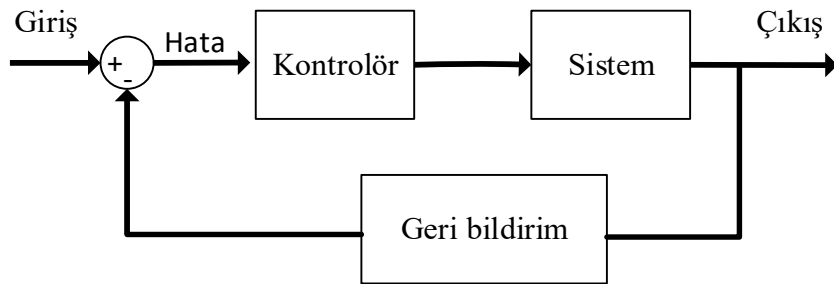 Giriş
Hata
Çıkış
+
-
Kontrolör
Sistem
Geri bildirim